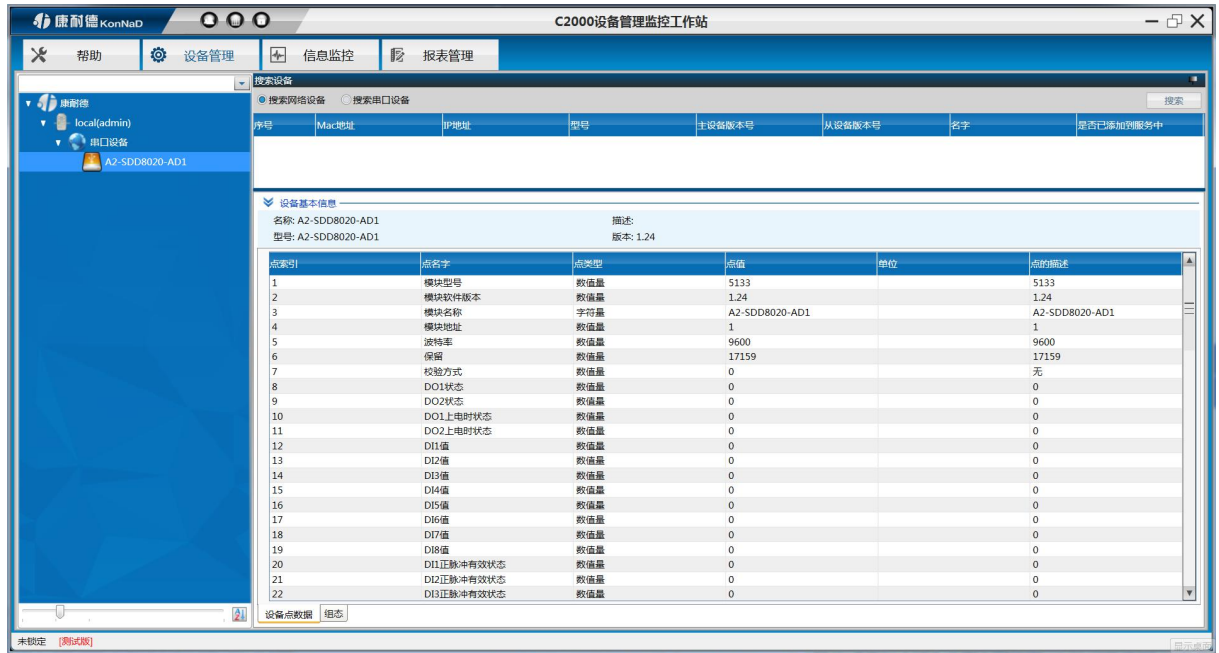 康耐德 KonNaD C2000设备管理监控工作站
帮助 设备管理 信息监控 报表管理
搜索设备
康耐德
local(admin)
串口设备
A2-SDD8020-AD1
搜索网络设备 搜索串口设备 搜索
序号 Mac地址 IP地址 型号 主设备版本号 从设备版本号 名字 是否已添加到服务中
设备基本信息
名称: A2-SDD8020-AD1 描述:
型号: A2-SDD8020-AD1 版本: 1.24
点索引 点名字 点类型 点值 单位 点的描述
1 模块型号 数值量 5133 5133
2 模块软件版本 数值量 1.24 1.24
3 模块名称 字符量 A2-SDD8020-AD1 A2-SDD8020-AD1
4 模块地址 数值量 1 1
5 波特率 数值量 9600 9600
6 保留 数值量 17159 17159
7 校验方式 数值量 0 无
8 DO1状态 数值量 0 0
9 DO2状态 数值量 0 0
10 DO1上电时状态 数值量 0 0
11 DO2上电时状态 数值量 0 0
12 DI1值 数值量 0 0
13 DI2值 数值量 0 0
14 DI3值 数值量 0 0
15 DI4值 数值量 0 0
16 DI5值 数值量 0 0
17 DI6值 数值量 0 0
18 DI7值 数值量 0 0
19 DI8值 数值量 0 0
20 DI1正脉冲有效状态 数值量 0 0
21 DI2正脉冲有效状态 数值量 0 0
22 DI3正脉冲有效状态 数值量 0 0
设备点数据 组态
未锁定 [测试版] 显示桌面